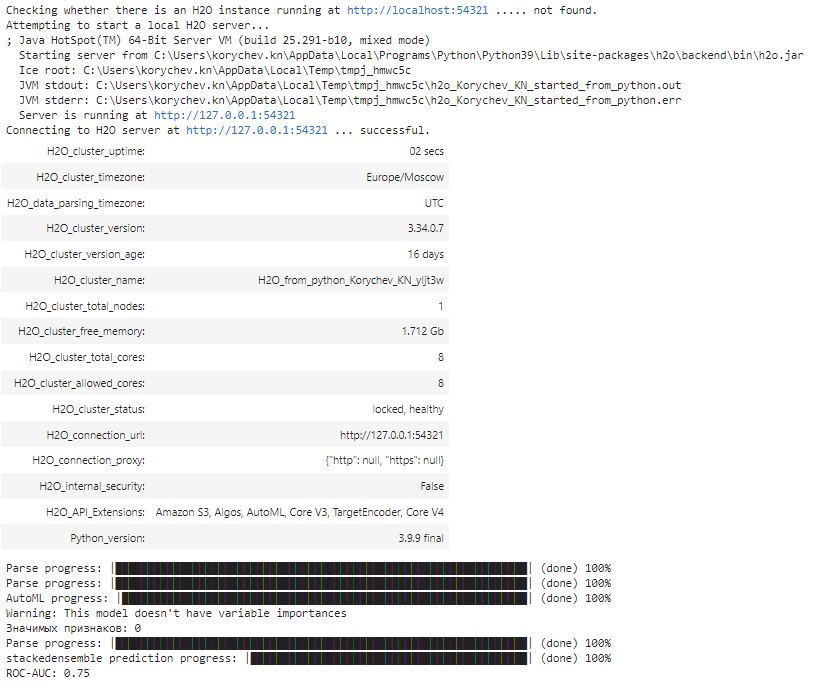 Checking whether there is an H2O instance running at http://localhost:54321 ..... not found.
Attempting to start a local H2O server...
; Java HotSpot(TM) 64-Bit Server VM (build 25.291-b10, mixed mode)
Starting server from C:\Users\korychev.kn\AppData\Local\Programs\Python\Python39\Lib\site-packages\h2o\backend\bin\h2o.jar
Ice root: C:\Users\korychev.kn\AppData\Local\Temp\tmpj_hmwc5c
JVM stdout: C:\Users\korychev.kn\AppData\Local\Temp\tmpj_hmwc5c\h2o_Korychev_KN_started_from_python.out
JVM stderr: C:\Users\korychev.kn\AppData\Local\Temp\tmpj_hmwc5c\h2o_Korychev_KN_started_from_python.err
Server is running at http://127.0.0.1:54321
Connecting to H2O server at http://127.0.0.1:54321 ... successful.
H2O_cluster_uptime: 02 secs
H2O_cluster_timezone: Europe/Moscow
H2O_data_parsing_timezone: UTC
H2O_cluster_version: 3.34.0.7
H2O_cluster_version_age: 16 days
H2O_cluster_name: H2O_from_python_Korychev_KN_yljt3w
H2O_cluster_total_nodes: 1
H2O_cluster_free_memory: 1.712 Gb
H2O_cluster_total_cores: 8
H2O_cluster_allowed_cores: 8
H2O_cluster_status: locked, healthy
H2O_connection_url: http://127.0.0.1:54321
H2O_connection_proxy: {"http": null, "https": null}
H2O_internal_security: False
H2O_API_Extensions: Amazon S3, Algos, AutoML, Core V3, TargetEncoder, Core V4
Python_version: 3.9.9 final
Parse progress: | | (done) 100%
Parse progress: | | (done) 100%
AutoML progress: | | (done) 100%
Warning: This model doesn't have variable importances
Значимых признаков: 0
Parse progress: | | (done) 100%
stackedensemble prediction progress: | | (done) 100%
ROC-AUC: 0.75